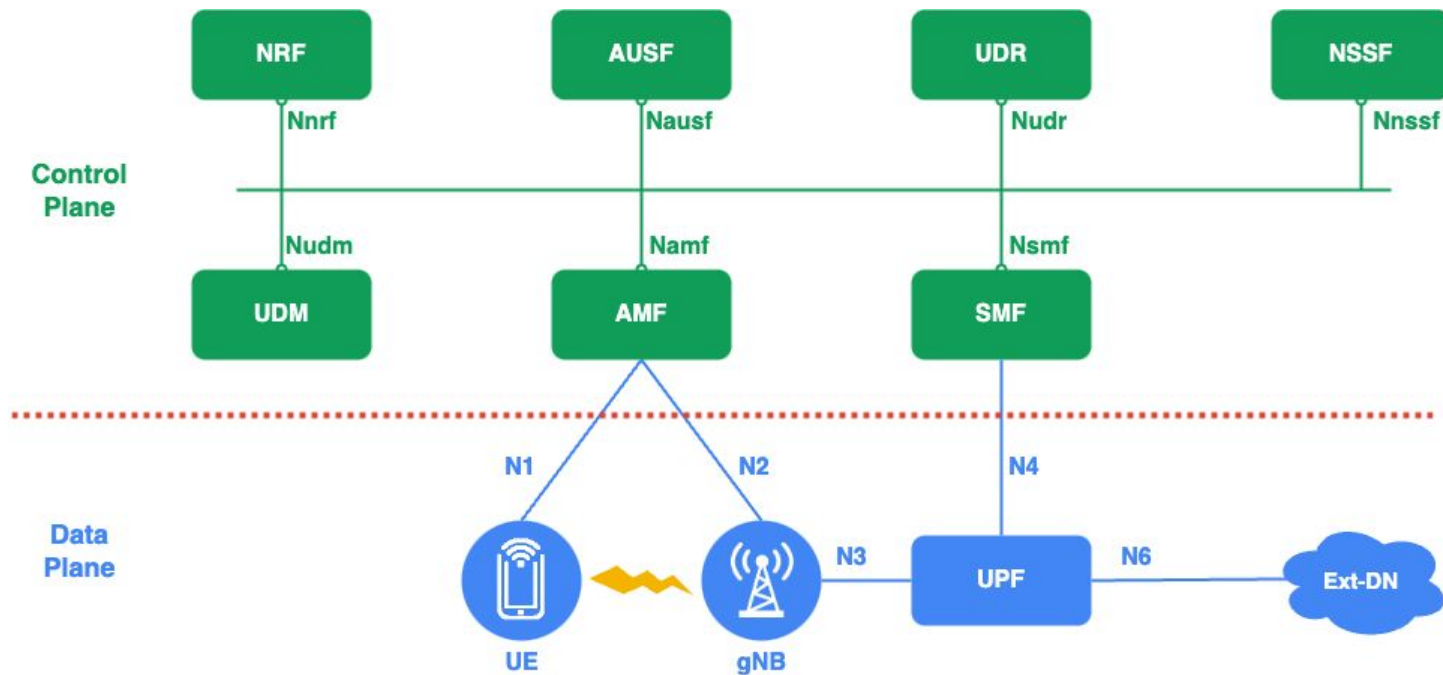 NRF
AUSF
UDR
NSSF
Nnrf
Nausf
Nudr
Nnssf
Control
Plane
Nudm
Namf
Nsmf
UDM
AMF
SMF
N1
N2
N4
Data
Plane
N3
UPF
N6
Ext-DN
UE
gNB